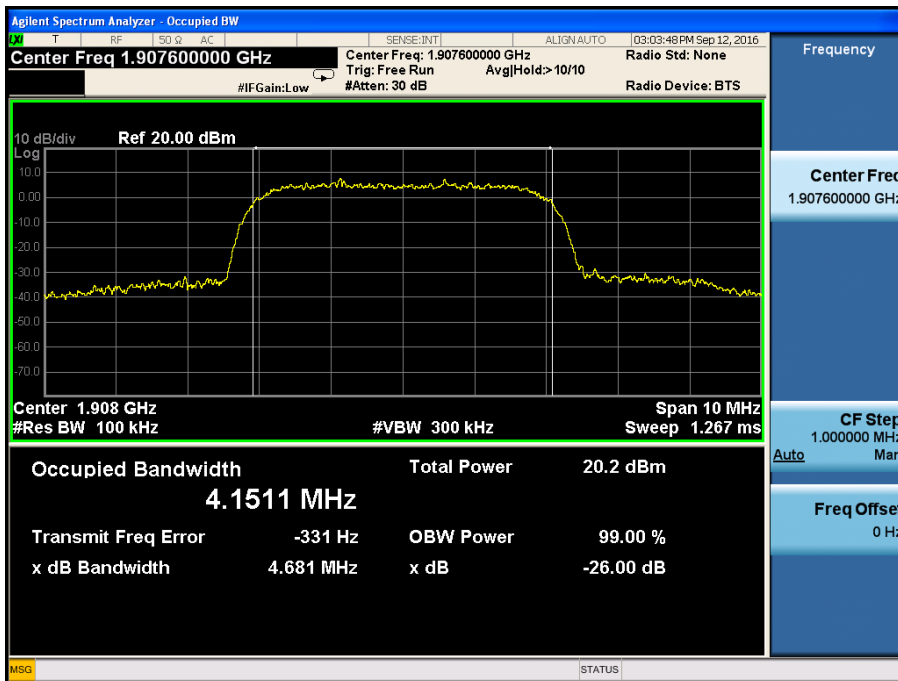 Agilent Spectrum Analyzer - Occupied BW
LXI T RF 50 Ω AC SENSE:INT ALIGN AUTO 03:03:48 PM Sep 12, 2016
Center Freq 1.907600000 GHz
Center Freq: 1.907600000 GHz
Radio Std: None
Trig: Free Run Avg|Hold:> 10/10
#IFGain:Low #Atten: 30 dB
Radio Device: BTS
10 dB/div Ref 20.00 dBm
Log
10.0
0.00
-10.0
-20.0
-30.0
-40.0
-50.0
-60.0
-70.0
Center 1.908 GHz Span 10 MHz
#Res BW 100 kHz #VBW 300 kHz Sweep 1.267 ms
Occupied Bandwidth Total Power 20.2 dBm
4.1511 MHz
Transmit Freq Error -331 Hz OBW Power 99.00 %
x dB Bandwidth 4.681 MHz x dB -26.00 dB
MSG STATUS
Frequency
Center Freq
1.907600000 GHz
CF Step
1.000000 MHz
Auto Man
Freq Offset
0 Hz